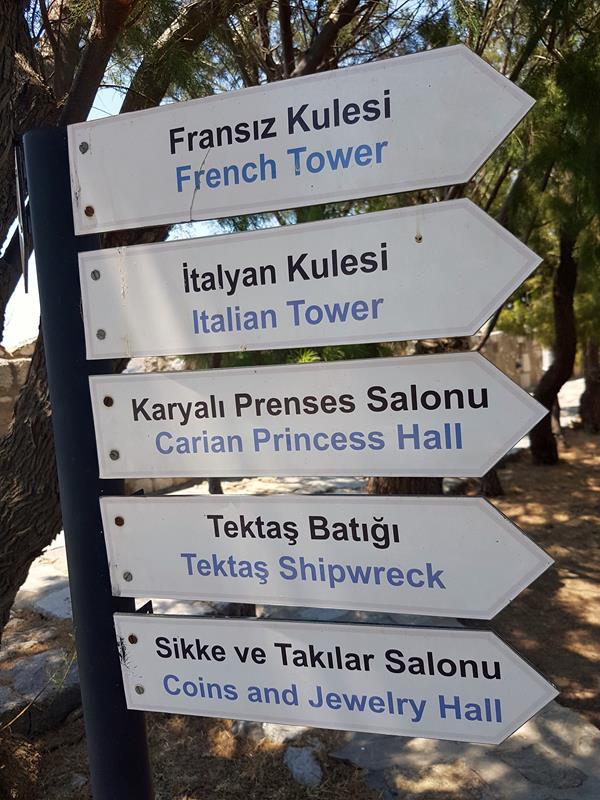 Fransız Kulesi
French Tower
İtalyan Kulesi
Italian Tower
Karyalı Prenses Salonu
Carian Princess Hall
Tektaş Batığı
Tektaş Shipwreck
Sikke ve Takılar Salonu
Coins and Jewelry Hall